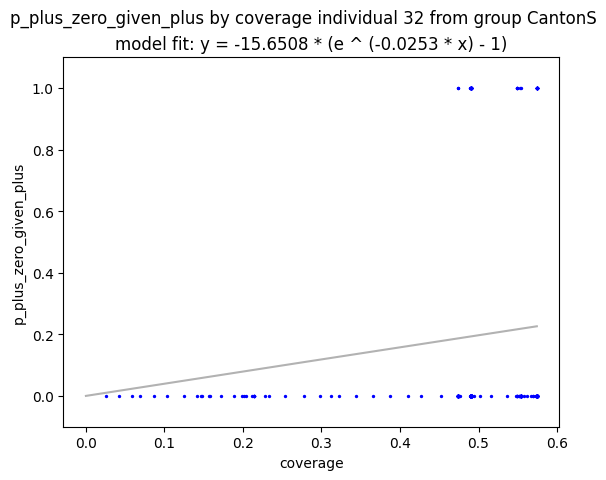 p_plus_zero_given_plus by coverage individual 32 from group CantonS
model fit: y = -15.6508 * (e ^ (-0.0253 * x) - 1)
1.0
0.8
0.6
0.4
0.2
0.0
p_plus_zero_given_plus
0.0 0.1 0.2 0.3 0.4 0.5 0.6
coverage